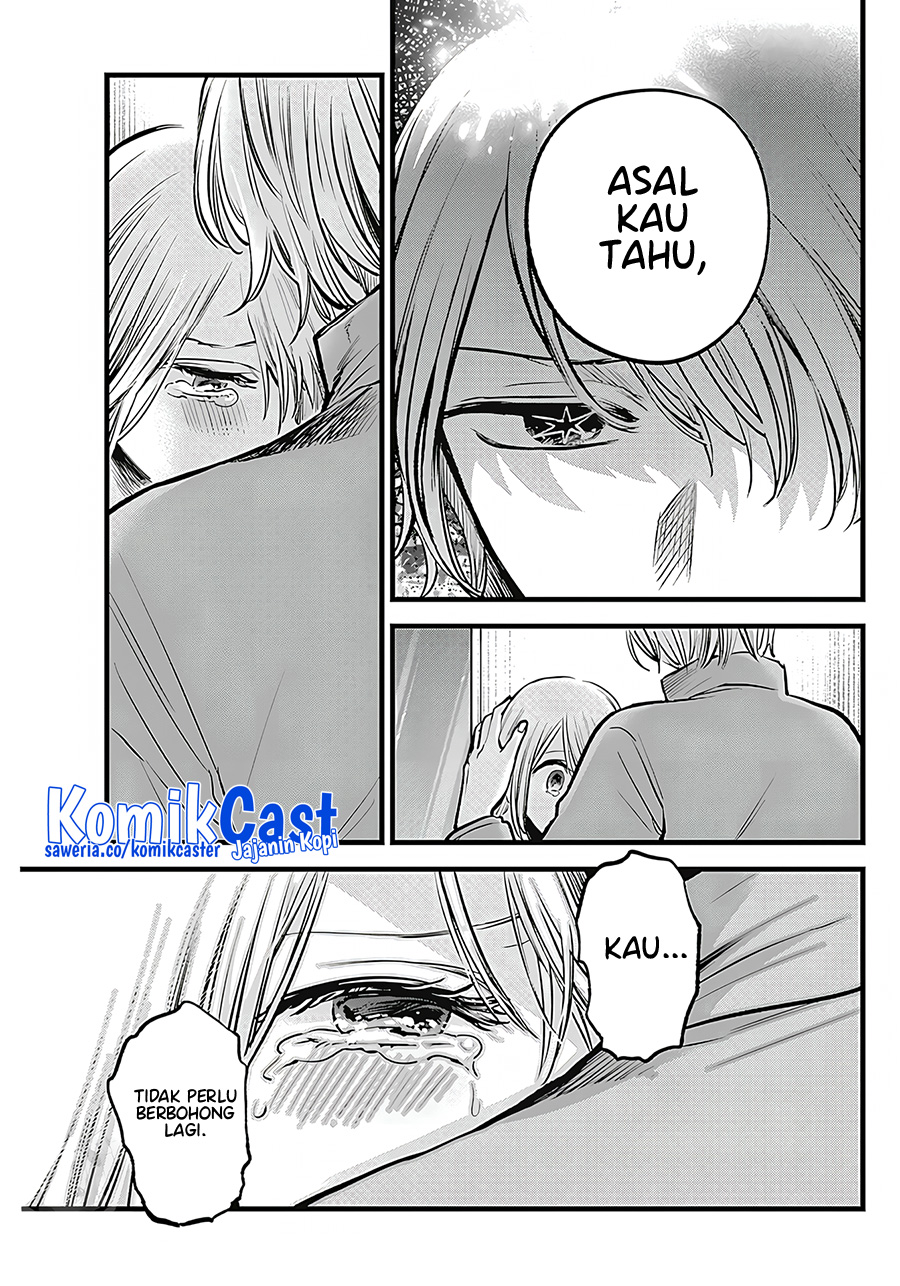 ASAL
KAU
TAHU,
KomikCast
saweria.co/komikcaster Jajanin Kopi
KAU...
TIDAK PERLU
BERBOHONG
LAGI.